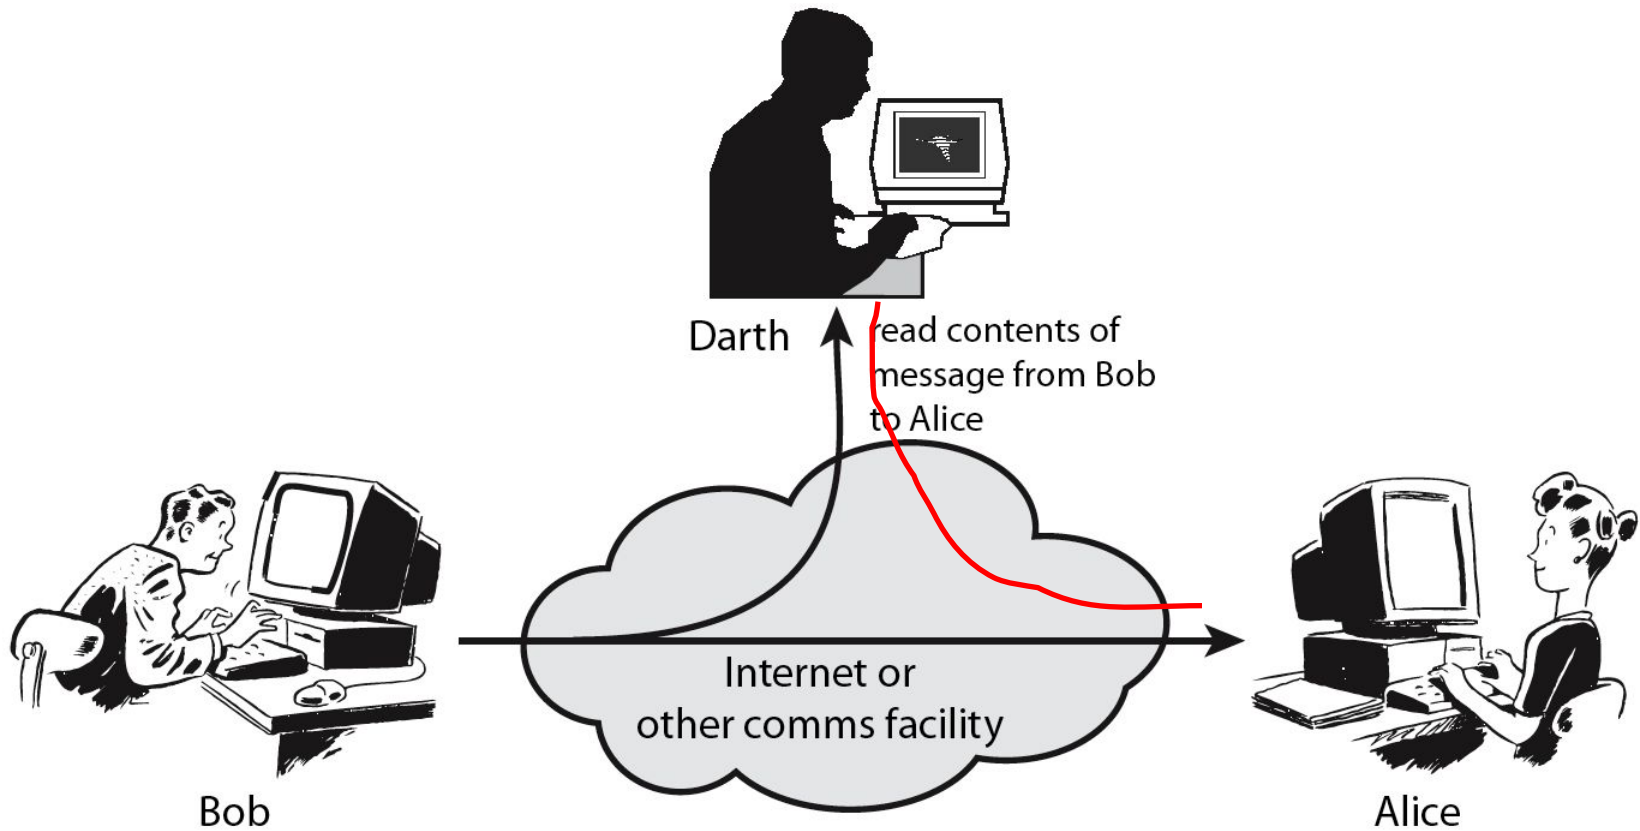 Darth
read contents of
message from Bob
to Alice
Internet or
other comms facility
Bob
Alice